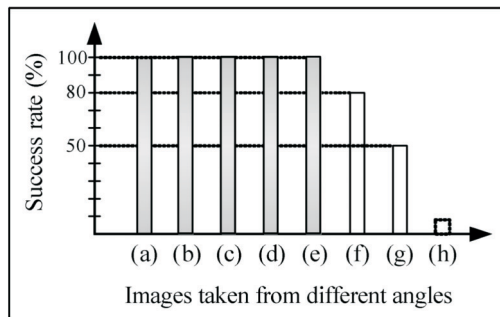 100
80
50
Success rate (%)
(a) (b) (c) (d) (e) (f) (g) (h)
Images taken from different angles